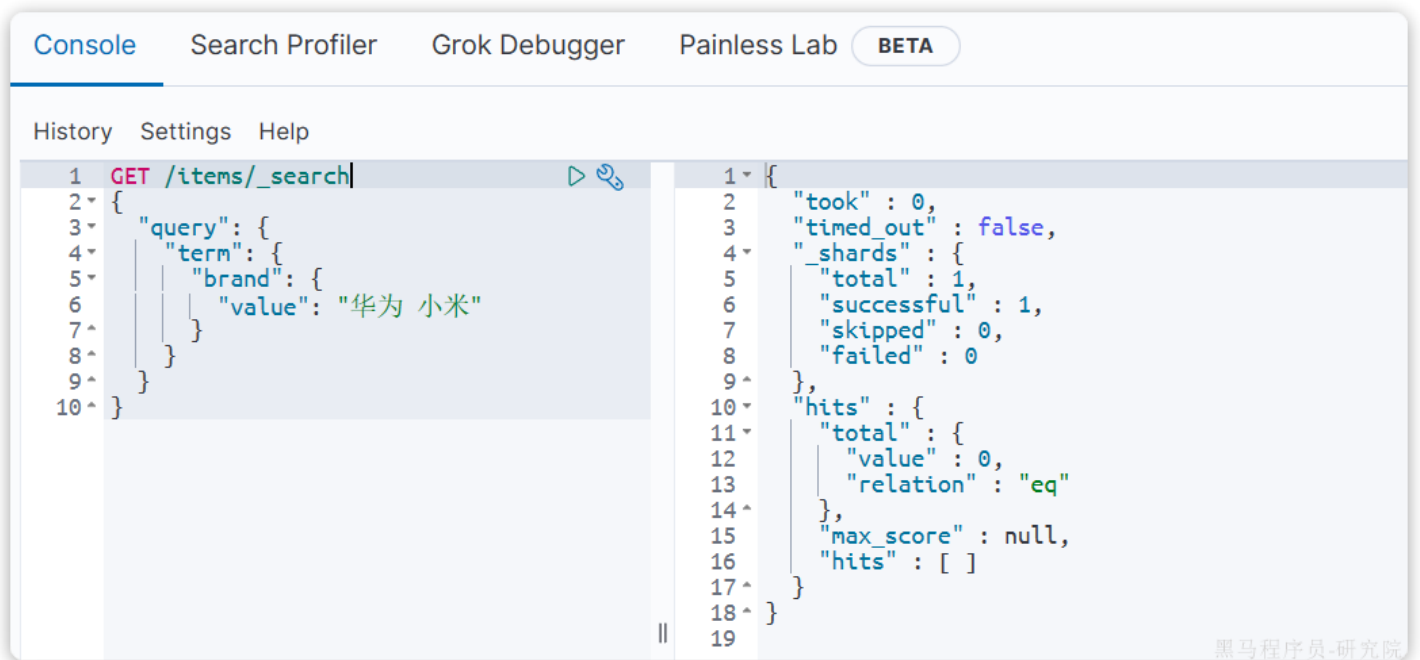 Console Search Profiler Grok Debugger Painless Lab BETA
History Settings Help
1 GET /items/_search
2 {
3 "query": {
4 "term": {
5 "brand": {
6 "value": "华为 小米"
7 }
8 }
9 }
10 }
1 {
2 "took" : 0,
3 "timed_out" : false,
4 "_shards" : {
5 "total" : 1,
6 "successful" : 1,
7 "skipped" : 0,
8 "failed" : 0
9 },
10 "hits" : {
11 "total" : {
12 "value" : 0,
13 "relation" : "eq"
14 },
15 "max_score" : null,
16 "hits" : [ ]
17 }
18 }
19
黑马程序员-研究院